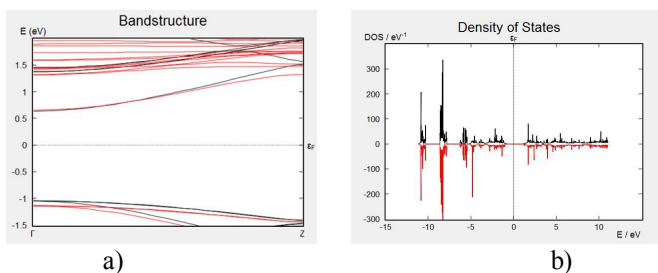 Bandstructure
E (eV)
1.5
1
0.5
0
-0.5
-1
-1.5
εF
Γ
Z
a)
Density of States
DOS / eV⁻¹
εF
300
200
100
0
-100
-200
-300
-15
-10
-5
0
5
10
15
E / eV
b)